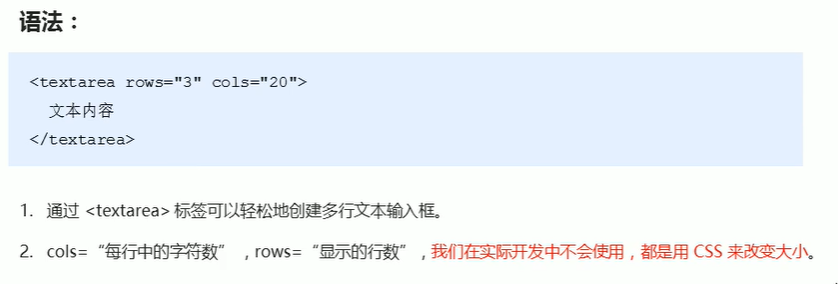 语法：
<textarea rows="3" cols="20">
文本内容
</textarea>
1. 通过 <textarea> 标签可以轻松地创建多行文本输入框。
2. cols=“每行中的字符数” ，rows=“显示的行数”，我们在实际开发中不会使用，都是用 CSS 来改变大小。